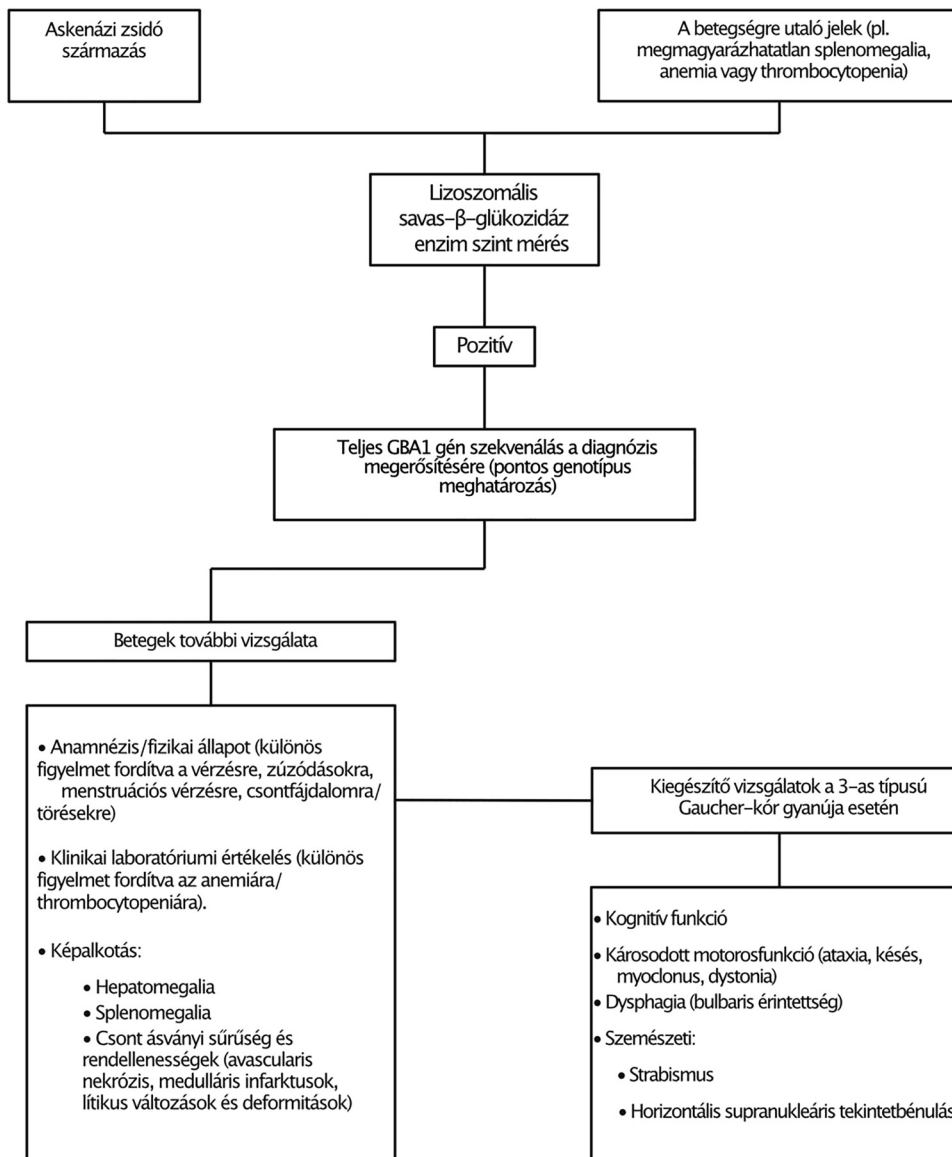 Askenázi zsidó
származás
A betegségre utaló jelek (pl.
megmagyarázhatatlan splenomegalia,
anemia vagy thrombocytopenia)
Lizoszomális
savas–β–glükozidáz
enzim szint mérés
Pozitív
Teljes GBA1 gén szekvenálás a diagnózis
megerősítésére (pontos genotípus
meghatározás)
Betegek további vizsgálata
• Anamnézis/fizikai állapot (különös
figyelmet fordítva a vérzésre, zúzódásokra,
menstruációs vérzésre, csontfájdalomra/
törésekre)
• Klinikai laboratóriumi értékelés (különös
figyelmet fordítva az anemiára/
thrombocytopeniára).
• Képalkotás:
• Hepatomegalia
• Splenomegalia
• Csont ásványi sűrűség és
rendellenességek (avascularis
nekrózis, medulláris infarktusok,
lítikus változások és deformitások)
Kiegészítő vizsgálatok a 3–as típusú
Gaucher–kór gyanúja esetén
• Kognitív funkció
• Károsodott motorosfunkció (ataxia, késés,
myoclonus, dystonia)
• Dysphagia (bulbaris érintettség)
• Szemészeti:
• Strabismus
• Horizontális supranukleáris tekintetbénulás